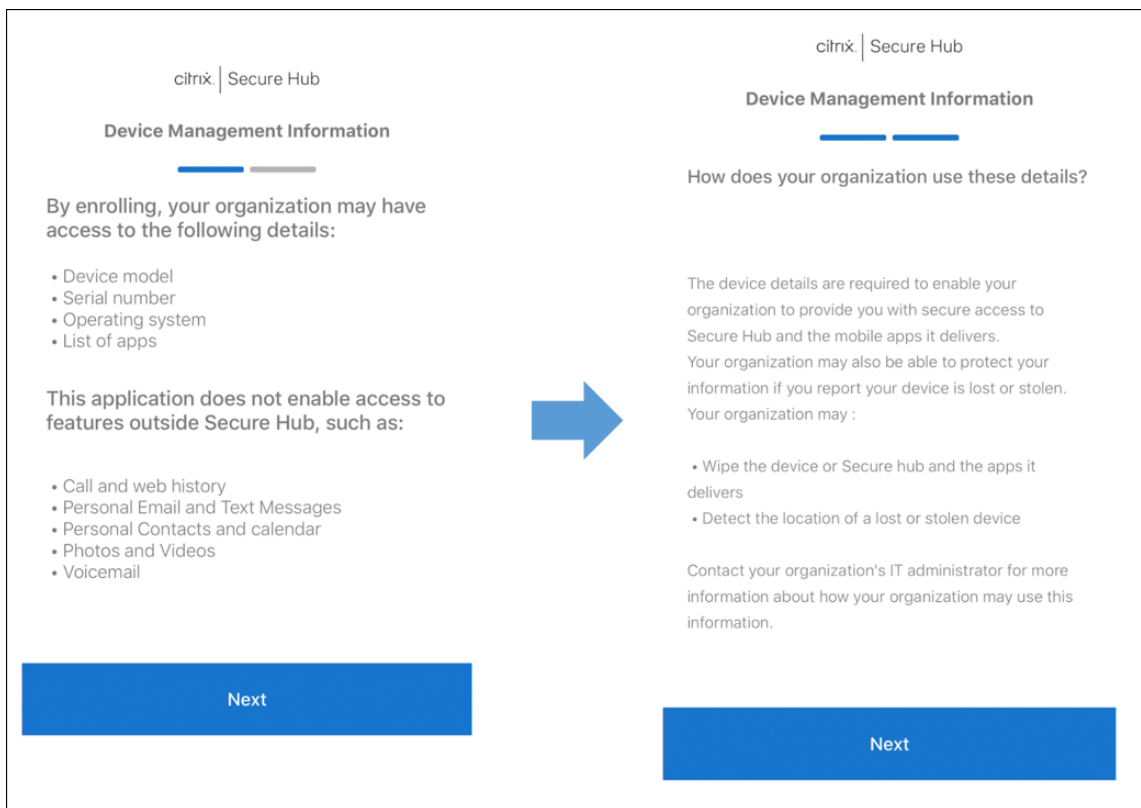 citrix. | Secure Hub
Device Management Information
By enrolling, your organization may have
access to the following details:
• Device model
• Serial number
• Operating system
• List of apps
This application does not enable access to
features outside Secure Hub, such as:
• Call and web history
• Personal Email and Text Messages
• Personal Contacts and calendar
• Photos and Videos
• Voicemail
Next
citrix. | Secure Hub
Device Management Information
How does your organization use these details?
The device details are required to enable your
organization to provide you with secure access to
Secure Hub and the mobile apps it delivers.
Your organization may also be able to protect your
information if you report your device is lost or stolen.
Your organization may :
• Wipe the device or Secure hub and the apps it
delivers
• Detect the location of a lost or stolen device
Contact your organization's IT administrator for more
information about how your organization may use this
information.
Next